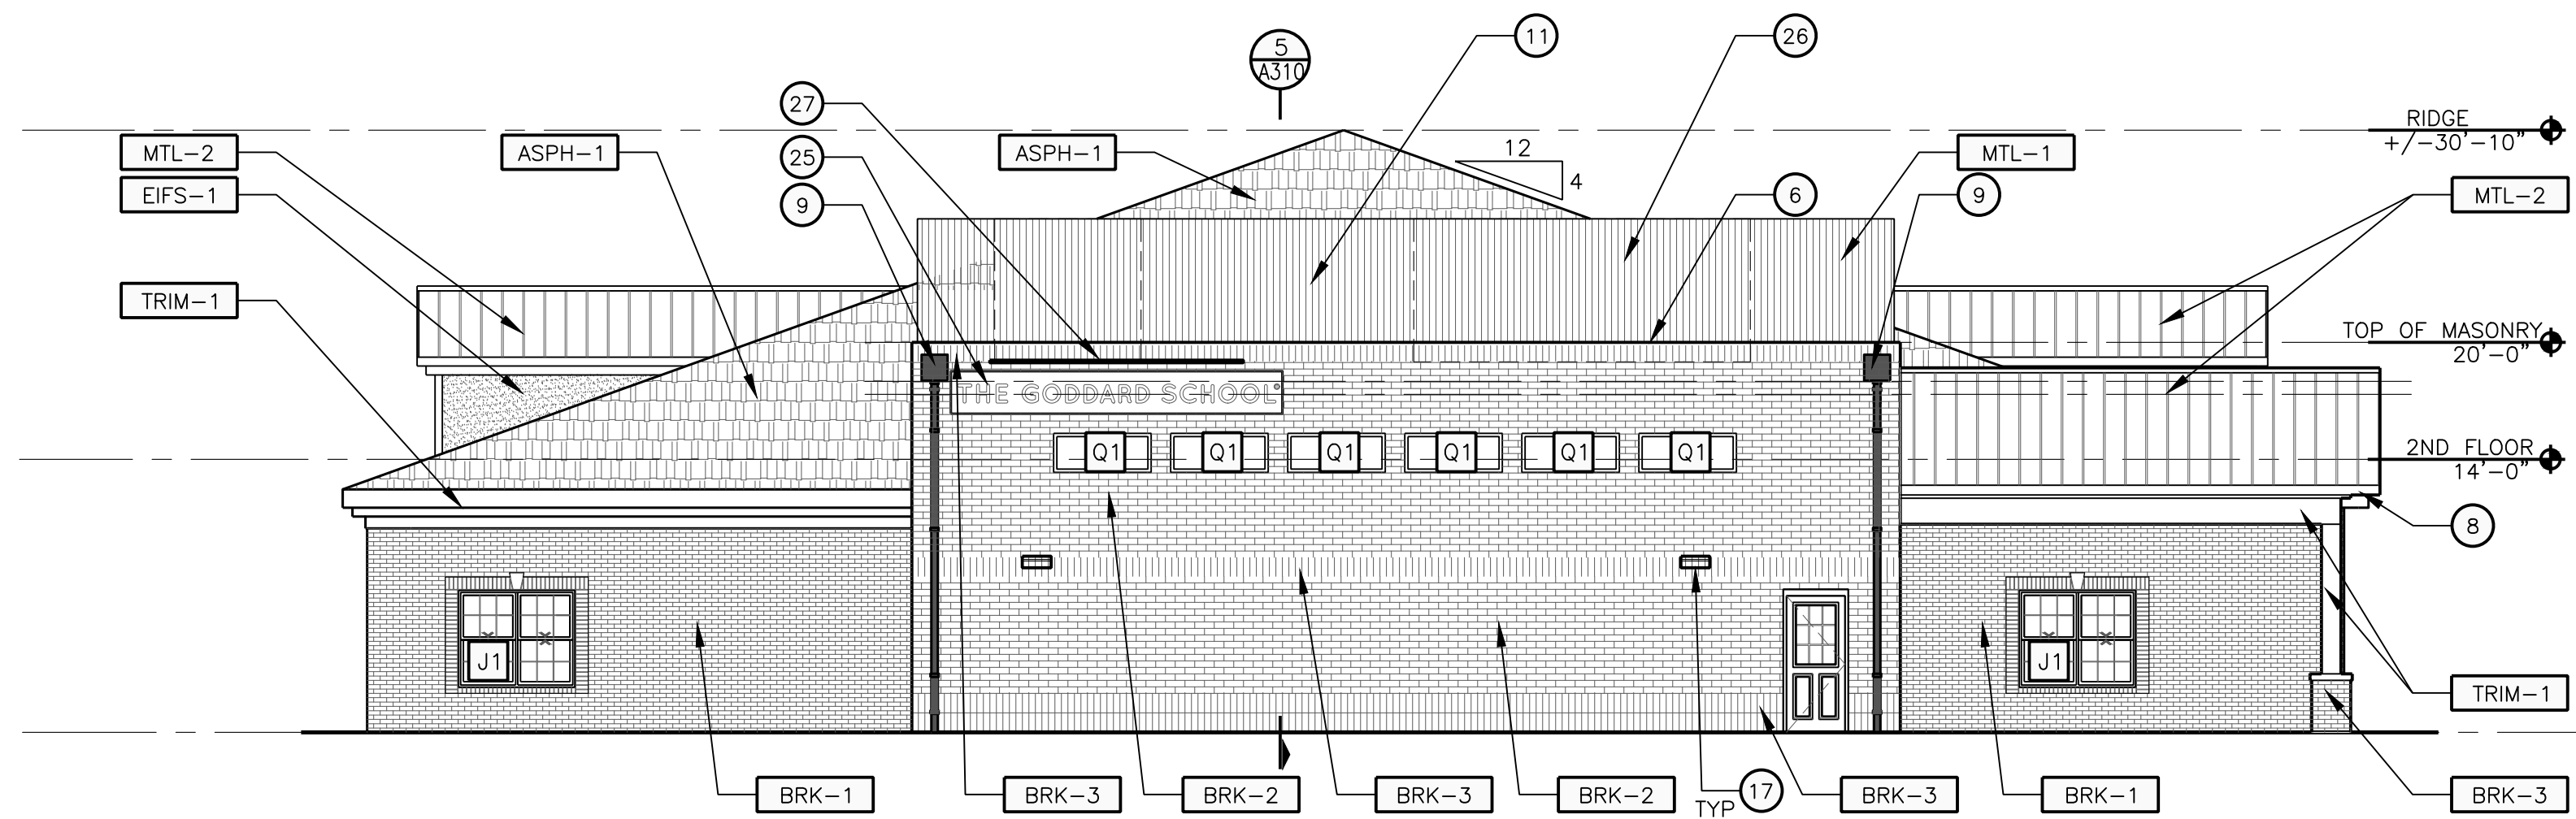 5
A310
11
26
27
25
9
6
9
RIDGE
+/-30'-10"
MTL-2
EIFS-1
TRIM-1
ASPH-1
ASPH-1
12
4
MTL-1
MTL-2
TOP OF MASONRY
20'-0"
THE GODDARD SCHOOL®
Q1 Q1 Q1 Q1 Q1 Q1
2ND FLOOR
14'-0"
8
J1
J1
TRIM-1
BRK-1
BRK-3
BRK-2
BRK-3
BRK-2
17
TYP
BRK-3
BRK-1
BRK-3